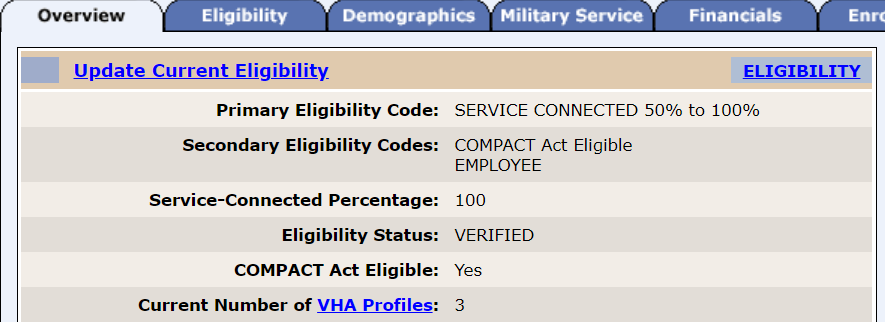 Overview Eligibility Demographics Military Service Financials
Update Current Eligibility ELIGIBILITY
Primary Eligibility Code: SERVICE CONNECTED 50% to 100%
Secondary Eligibility Codes: COMPACT Act Eligible
EMPLOYEE
Service-Connected Percentage: 100
Eligibility Status: VERIFIED
COMPACT Act Eligible: Yes
Current Number of VHA Profiles: 3